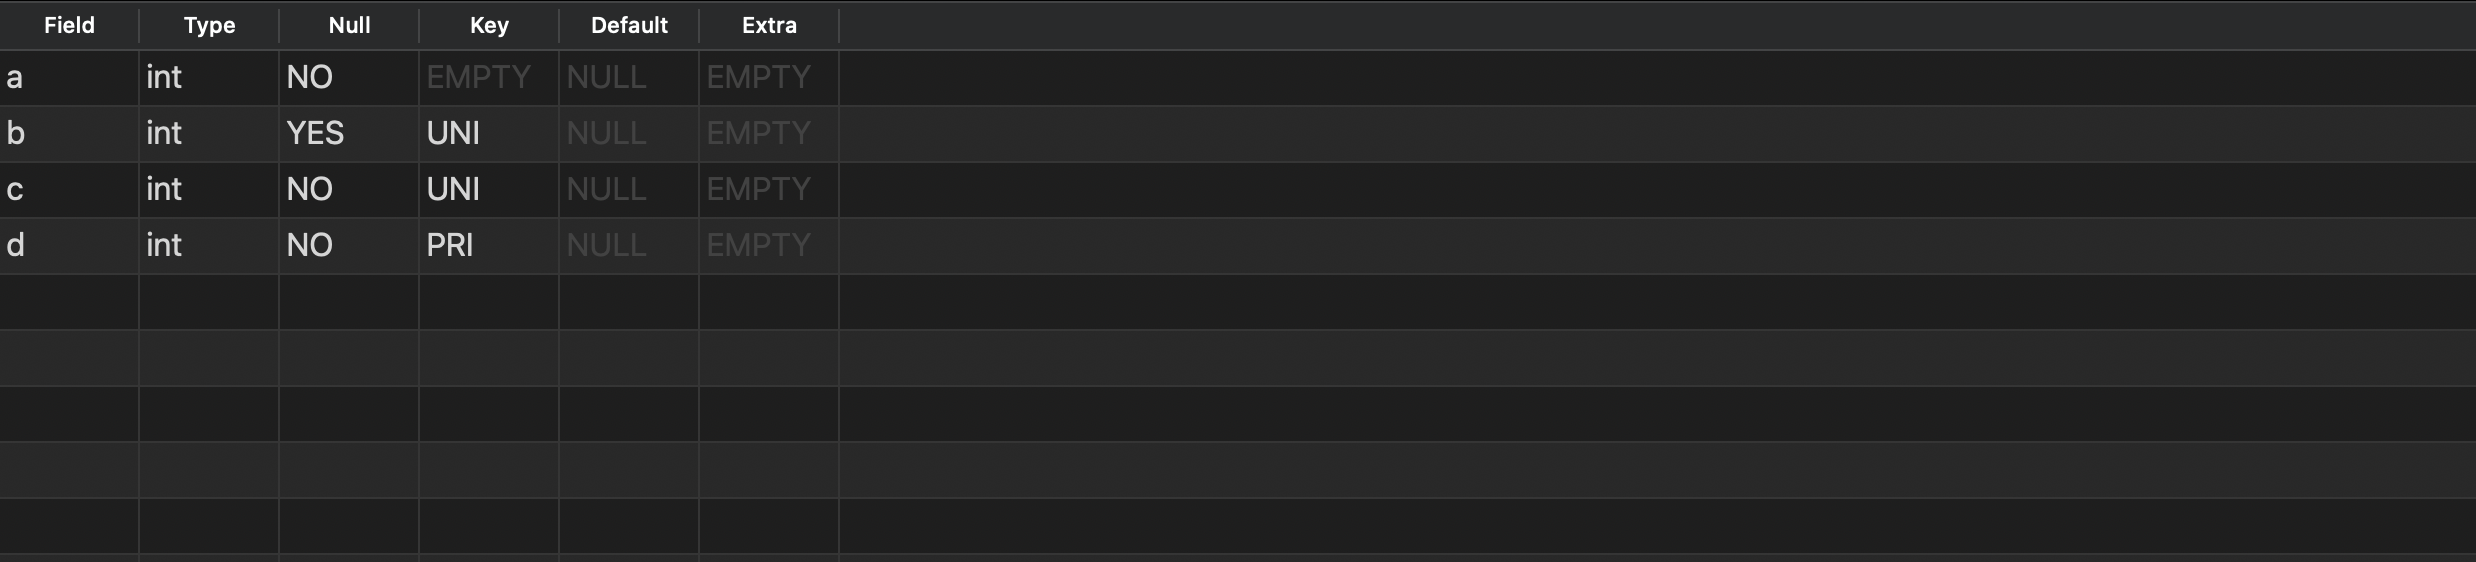 Field Type Null Key Default Extra
a int NO EMPTY NULL EMPTY
b int YES UNI NULL EMPTY
c int NO UNI NULL EMPTY
d int NO PRI NULL EMPTY